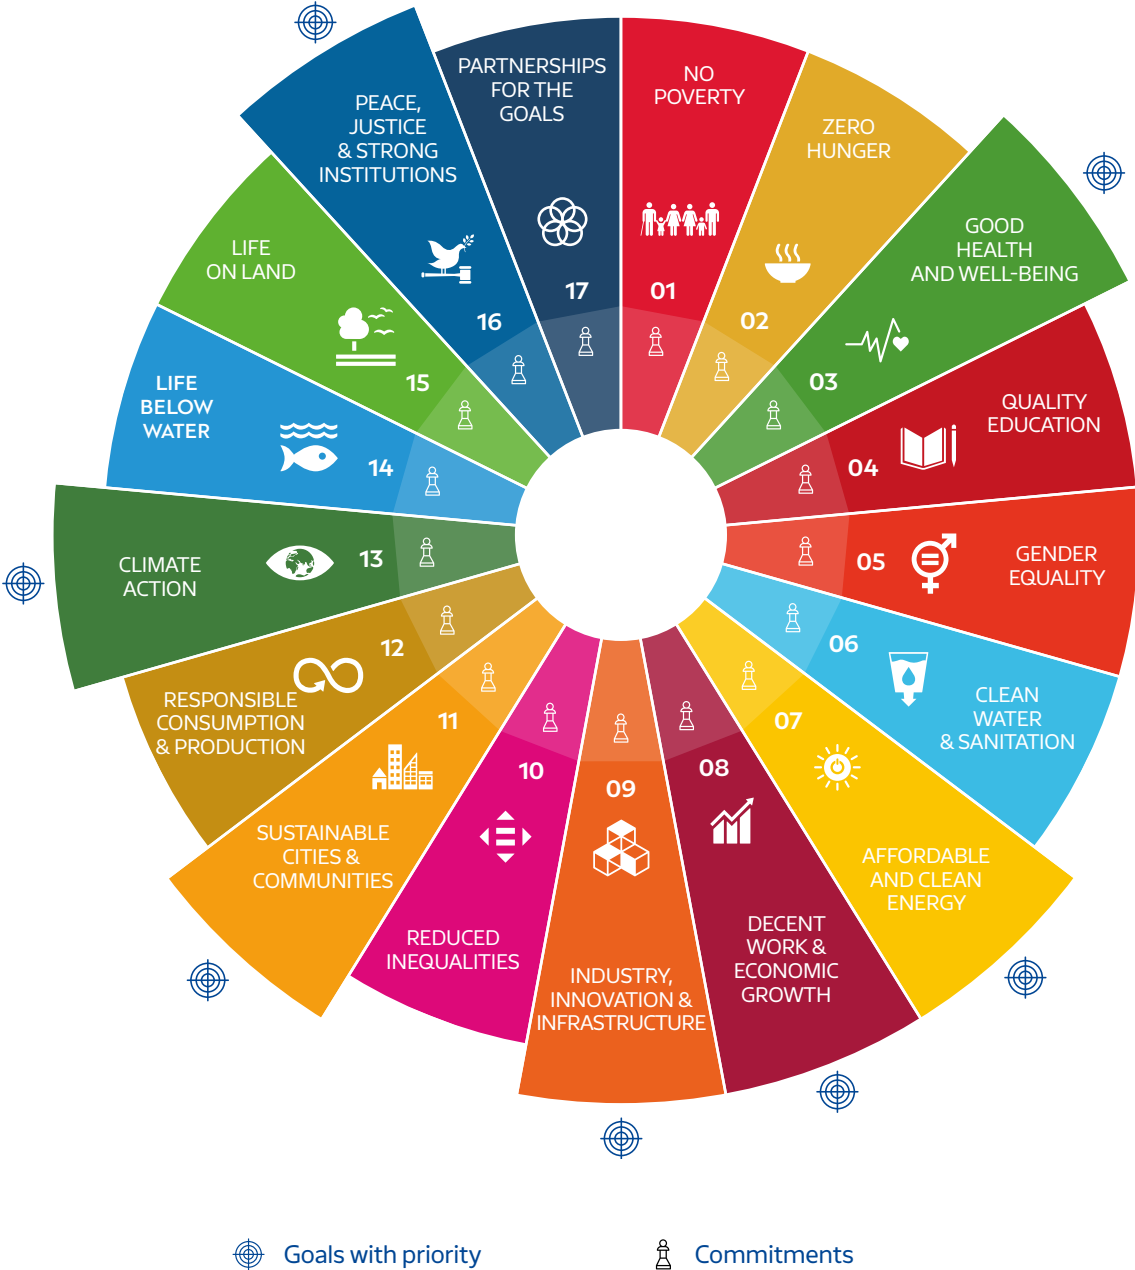 NO
POVERTY
01
ZERO
HUNGER
02
GOOD
HEALTH
AND WELL-BEING
03
QUALITY
EDUCATION
04
GENDER
EQUALITY
05
CLEAN
WATER
& SANITATION
06
AFFORDABLE
AND CLEAN
ENERGY
07
DECENT
WORK &
ECONOMIC
GROWTH
08
INDUSTRY,
INNOVATION &
INFRASTRUCTURE
09
REDUCED
INEQUALITIES
10
SUSTAINABLE
CITIES &
COMMUNITIES
11
RESPONSIBLE
CONSUMPTION
& PRODUCTION
12
CLIMATE
ACTION
13
LIFE
BELOW
WATER
14
LIFE
ON LAND
15
PEACE,
JUSTICE
& STRONG
INSTITUTIONS
16
PARTNERSHIPS
FOR THE
GOALS
17
Goals with priority
Commitments